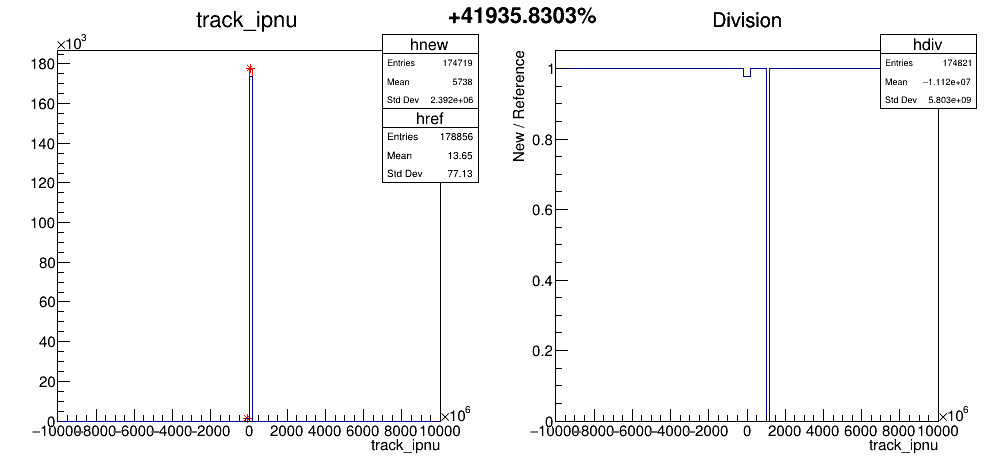 +41935.8303%
track_ipnu
×10³
180
160
140
120
100
80
60
40
20
0
−10000 −8000 −6000 −4000 −2000 0 2000 4000 6000 8000 10000
×10⁶
track_ipnu
hnew
Entries 174719
Mean 5738
Std Dev 2.392e+06
href
Entries 178856
Mean 13.65
Std Dev 77.13
Division
New / Reference
1
0.8
0.6
0.4
0.2
0
−10000 −8000 −6000 −4000 −2000 0 2000 4000 6000 8000 10000
×10⁶
track_ipnu
hdiv
Entries 174821
Mean −1.112e+07
Std Dev 5.803e+09